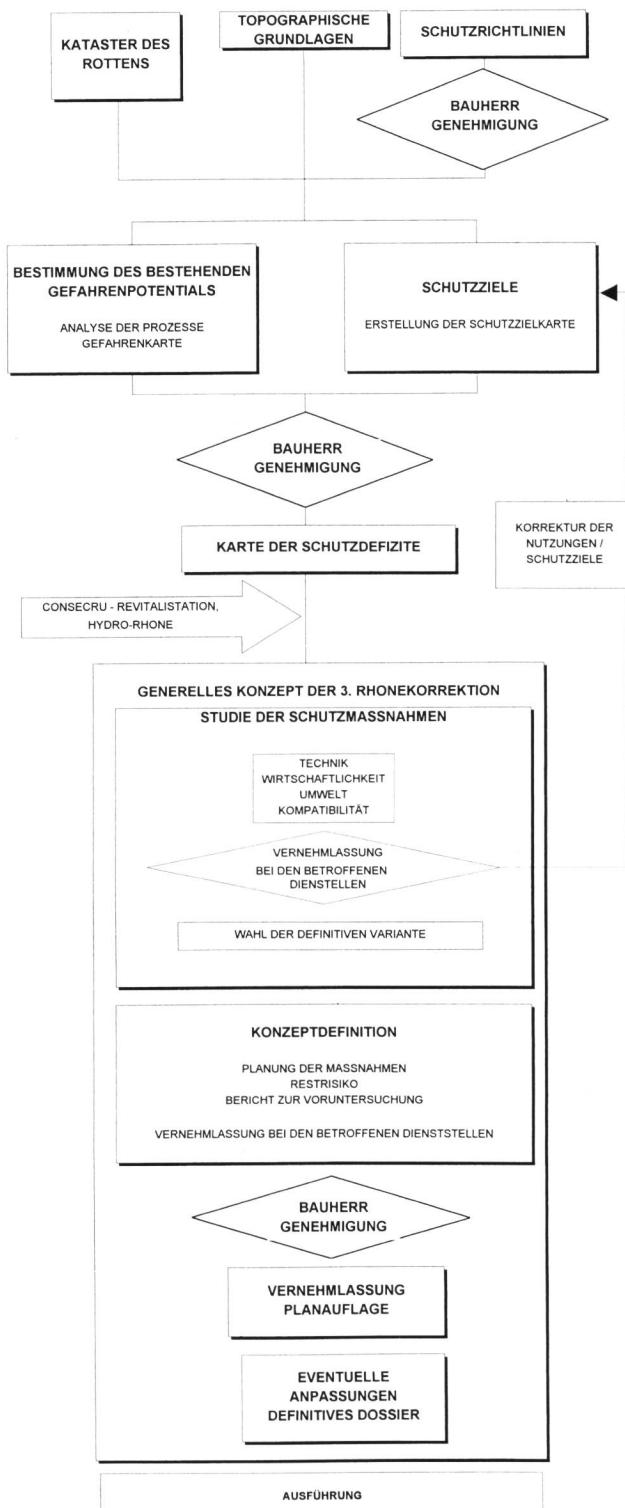 KATASTER DES
ROTTENS
TOPOGRAPHISCHE
GRUNDLAGEN
SCHUTZRICHTLINIEN
BAUHERR
GENEHMIGUNG
BESTIMMUNG DES BESTEHENDEN
GEFAHRENPOTENTIALS
ANALYSE DER PROZESSE
GEFAHRENKARTE
SCHUTZZIELE
ERSTELLUNG DER SCHUTZZIELKARTE
BAUHERR
GENEHMIGUNG
KARTE DER SCHUTZDEFIZITE
KORREKTUR DER
NUTZUNGEN /
SCHUTZZIELE
CONSECRU - REVITALISTATION,
HYDRO-RHONE
GENERELLES KONZEPT DER 3. RHONEKORREKTION
STUDIE DER SCHUTZMASSNAHMEN
TECHNIK
WIRTSCHAFTLICHKEIT
UMWELT
KOMPATIBILITÄT
VERNEHMLASSUNG
BEI DEN BETROFFENEN
DIENSTELLEN
WAHL DER DEFINITIVEN VARIANTE
KONZEPTDEFINITION
PLANUNG DER MASSNAHMEN
RESTRISIKO
BERICHT ZUR VORUNTERSUCHUNG
VERNEHMLASSUNG BEI DEN BETROFFENEN DIENSTSTELLEN
BAUHERR
GENEHMIGUNG
VERNEHMLASSUNG
PLANAUFLAGE
EVENTUELLE
ANPASSUNGEN
DEFINITIVES DOSSIER
AUSFÜHRUNG